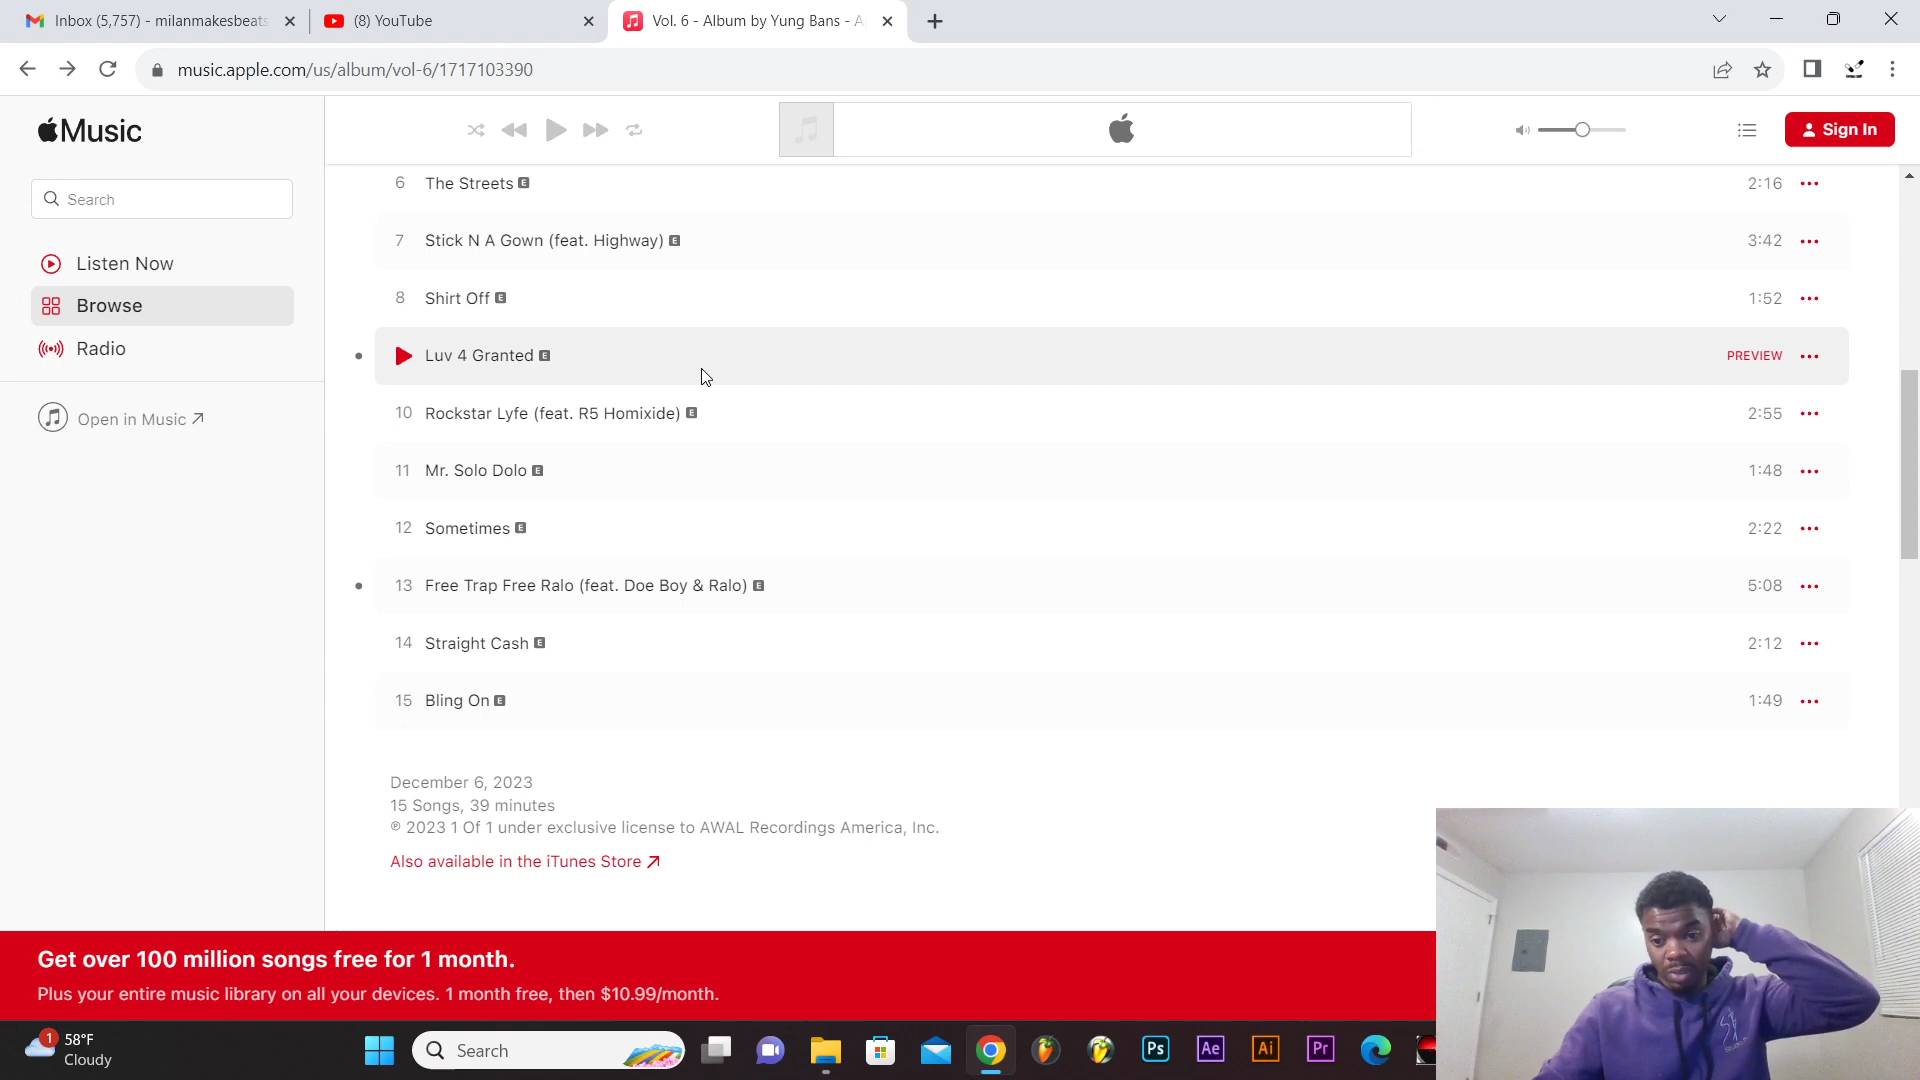 Inbox (5,757) - milanmakesbeats
(8) YouTube
Vol. 6 - Album by Yung Bans - A
music.apple.com/us/album/vol-6/1717103390
Music
Sign In
Search
Listen Now
Browse
Radio
Open in Music
6 The Streets E 2:16
7 Stick N A Gown (feat. Highway) E 3:42
8 Shirt Off E 1:52
Luv 4 Granted E PREVIEW
10 Rockstar Lyfe (feat. R5 Homixide) E 2:55
11 Mr. Solo Dolo E 1:48
12 Sometimes E 2:22
13 Free Trap Free Ralo (feat. Doe Boy & Ralo) E 5:08
14 Straight Cash E 2:12
15 Bling On E 1:49
December 6, 2023
15 Songs, 39 minutes
℗ 2023 1 Of 1 under exclusive license to AWAL Recordings America, Inc.
Also available in the iTunes Store
Get over 100 million songs free for 1 month.
Plus your entire music library on all your devices. 1 month free, then $10.99/month.
1
58°F
Cloudy
Search
Ps
Ae
Ai
Pr